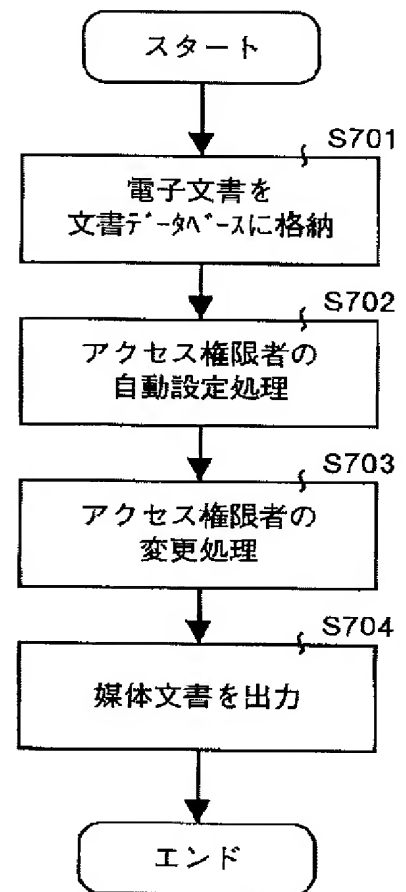 スタート
S701
電子文書を
文書ﾃﾞｰﾀﾍﾞｰｽに格納
S702
アクセス権限者の
自動設定処理
S703
アクセス権限者の
変更処理
S704
媒体文書を出力
エンド